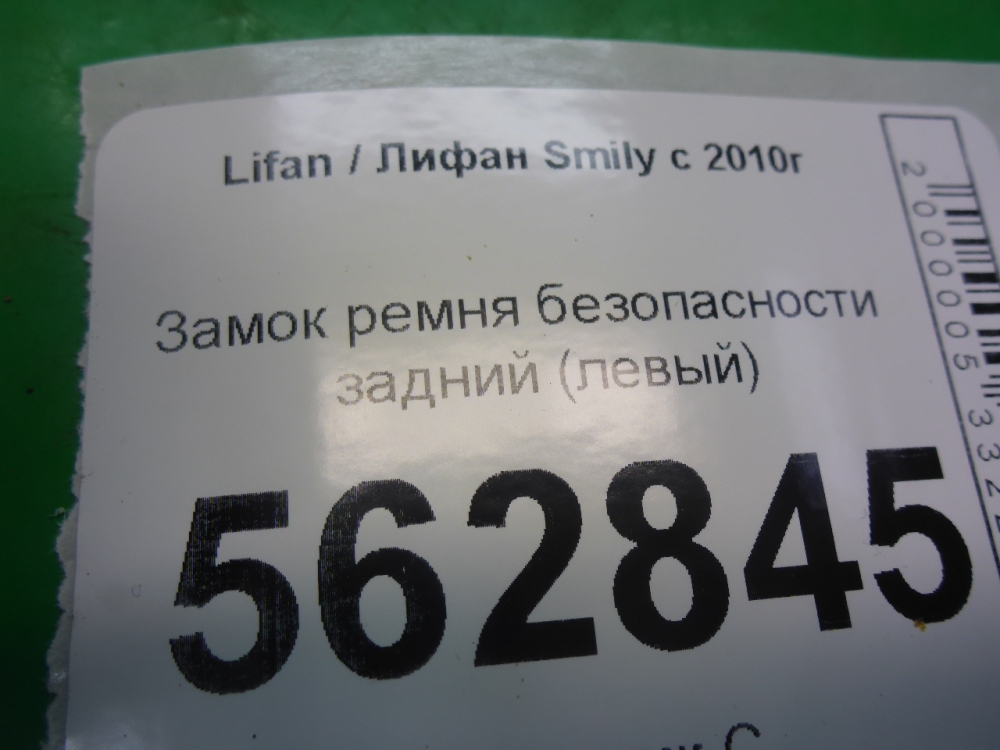 Lifan / Лифан Smily с 2010г
Замок ремня безопасности
задний (левый)
562845